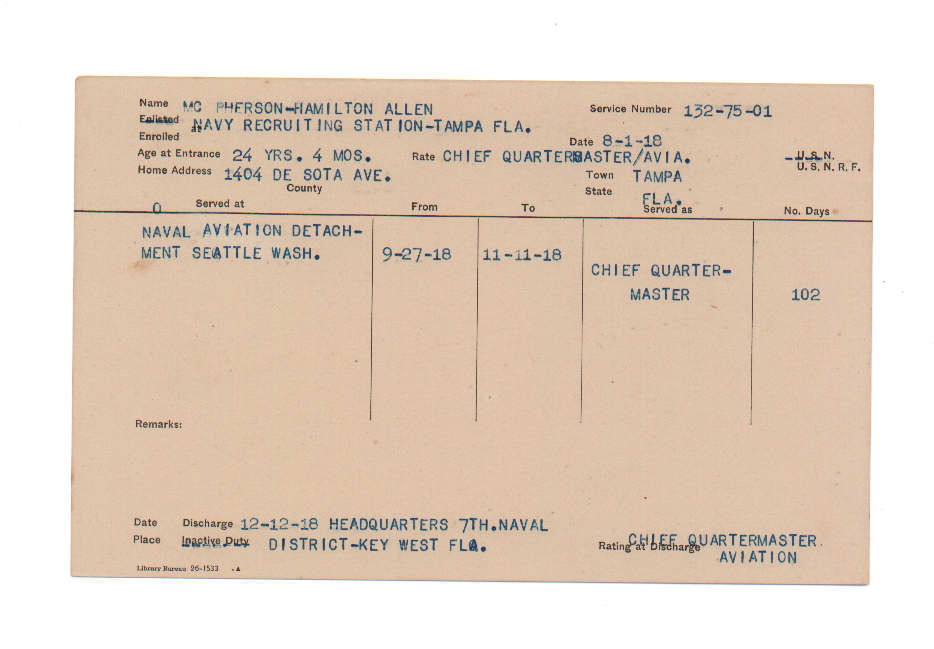 Name MC PHERSON-HAMILTON ALLEN Service Number 132-75-01
Enlisted at NAVY RECRUITING STATION-TAMPA FLA.
Enrolled Date 8-1-18
Age at Entrance 24 YRS. 4 MOS. Rate CHIEF QUARTERMASTER/AVIA. U.S.N.
U. S. N. R. F.
Home Address 1404 DE SOTA AVE. Town TAMPA
County State FLA.
0 Served at From To Served as No. Days
NAVAL AVIATION DETACH-
MENT SEATTLE WASH. 9-27-18 11-11-18
CHIEF QUARTER-
MASTER 102
Remarks:
Date Discharge 12-12-18 HEADQUARTERS 7TH.NAVAL
Place Inactive Duty DISTRICT-KEY WEST FLA. Rating at Discharge CHIEF QUARTERMASTER
AVIATION
Library Bureau 26-1533 -A